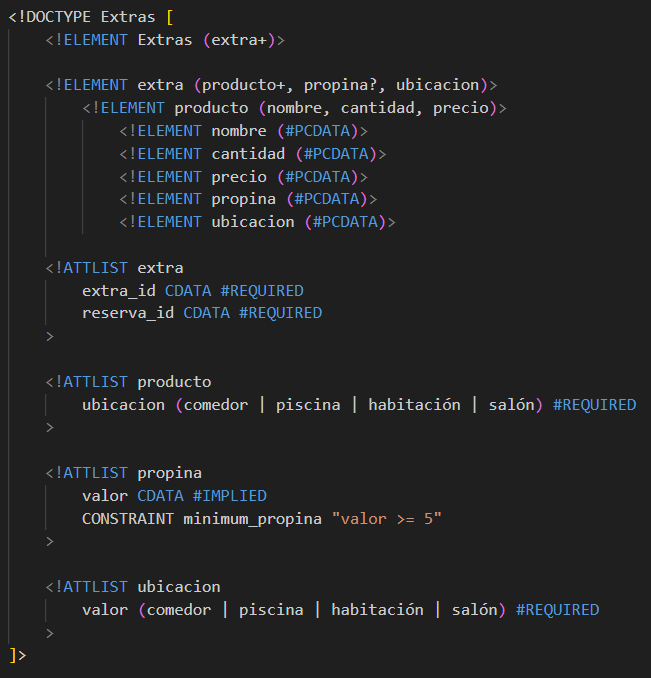 <!DOCTYPE Extras [
<!ELEMENT Extras (extra+)>
<!ELEMENT extra (producto+, propina?, ubicacion)>
<!ELEMENT producto (nombre, cantidad, precio)>
<!ELEMENT nombre (#PCDATA)>
<!ELEMENT cantidad (#PCDATA)>
<!ELEMENT precio (#PCDATA)>
<!ELEMENT propina (#PCDATA)>
<!ELEMENT ubicacion (#PCDATA)>
<!ATTLIST extra
extra_id CDATA #REQUIRED
reserva_id CDATA #REQUIRED
>
<!ATTLIST producto
ubicacion (comedor | piscina | habitación | salón) #REQUIRED
>
<!ATTLIST propina
valor CDATA #IMPLIED
CONSTRAINT minimum_propina "valor >= 5"
>
<!ATTLIST ubicacion
valor (comedor | piscina | habitación | salón) #REQUIRED
>
]>